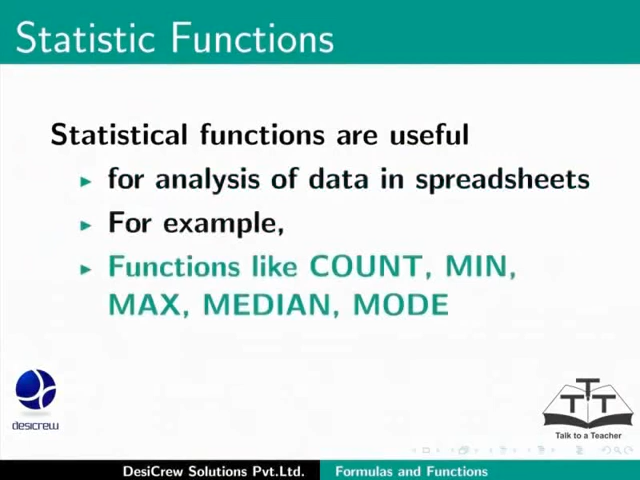 Statistic Functions
Statistical functions are useful
for analysis of data in spreadsheets
For example,
Functions like COUNT, MIN,
MAX, MEDIAN, MODE
desicrew
TTT
Talk to a Teacher
DesiCrew Solutions Pvt.Ltd. Formulas and Functions